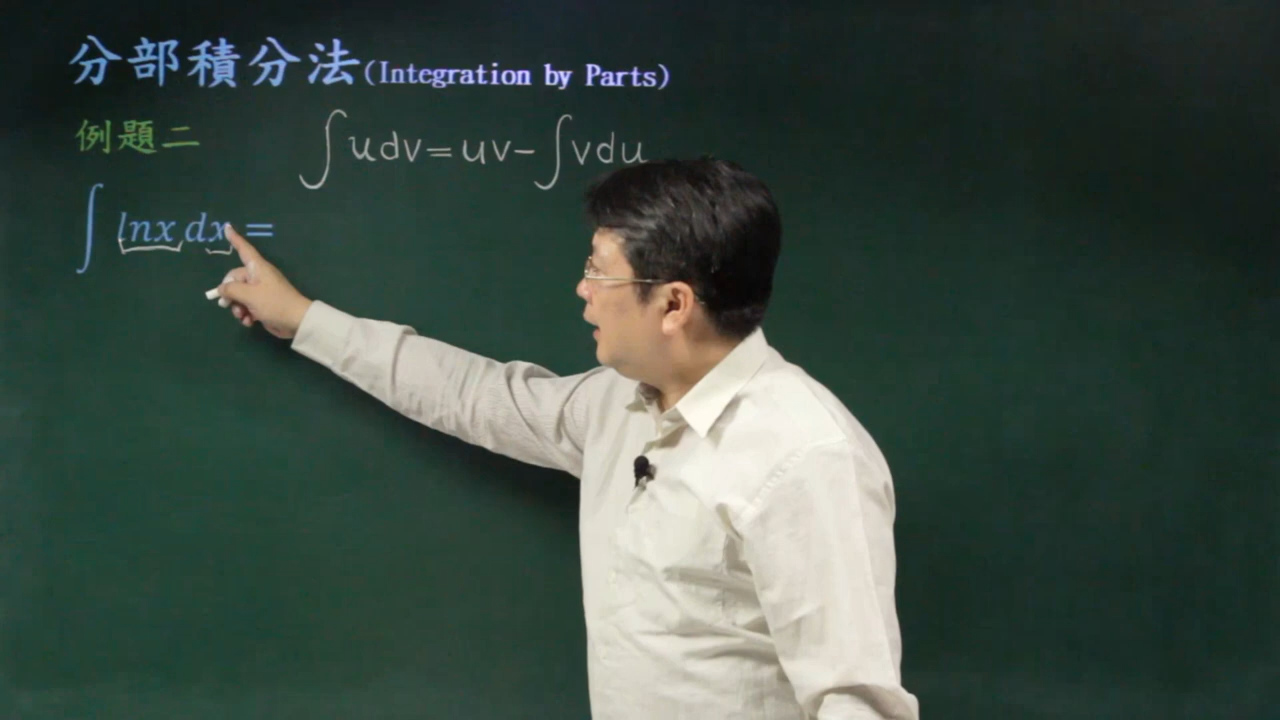 分部積分法(Integration by Parts)
例題二 ∫udv=uv-∫vdu
∫lnx dx =